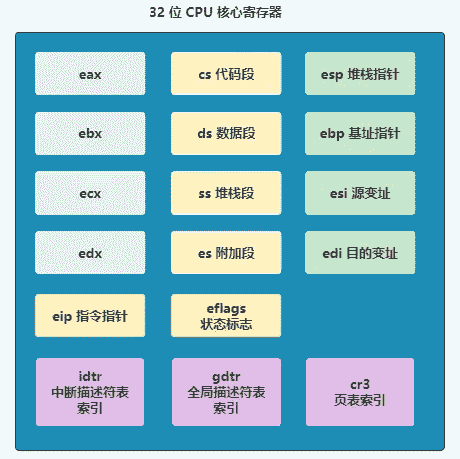 32 位 CPU 核心寄存器
eax
cs 代码段
esp 堆栈指针
ebx
ds 数据段
ebp 基址指针
ecx
ss 堆栈段
esi 源变址
edx
es 附加段
edi 目的变址
eip 指令指针
eflags
状态标志
idtr
中断描述符表
索引
gdtr
全局描述符表
索引
cr3
页表索引